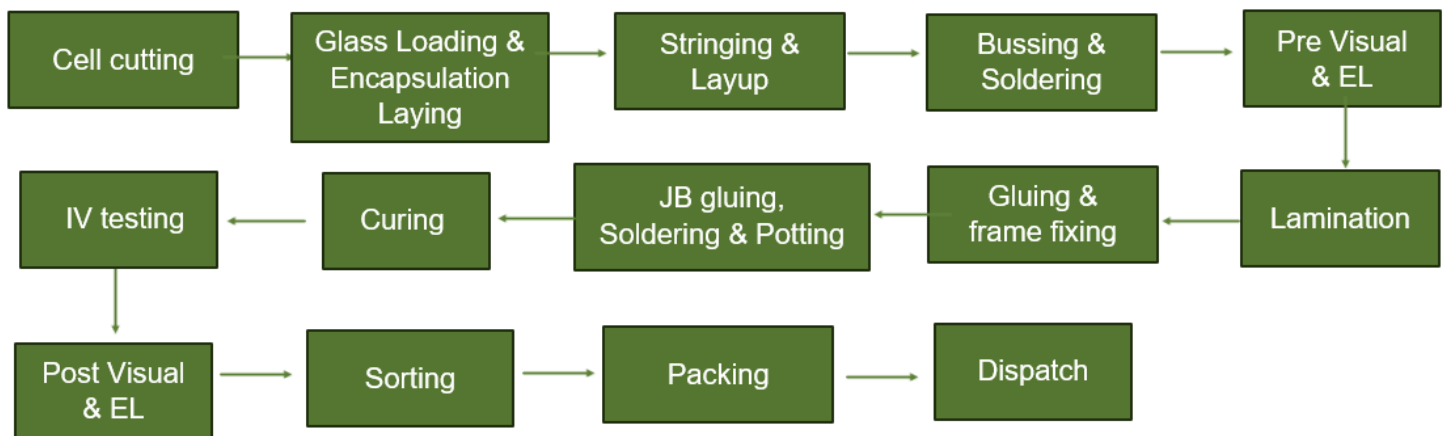 Cell cutting
Glass Loading &
Encapsulation
Laying
Stringing &
Layup
Bussing &
Soldering
Pre Visual
& EL
Lamination
Gluing &
frame fixing
JB gluing,
Soldering & Potting
Curing
IV testing
Post Visual
& EL
Sorting
Packing
Dispatch